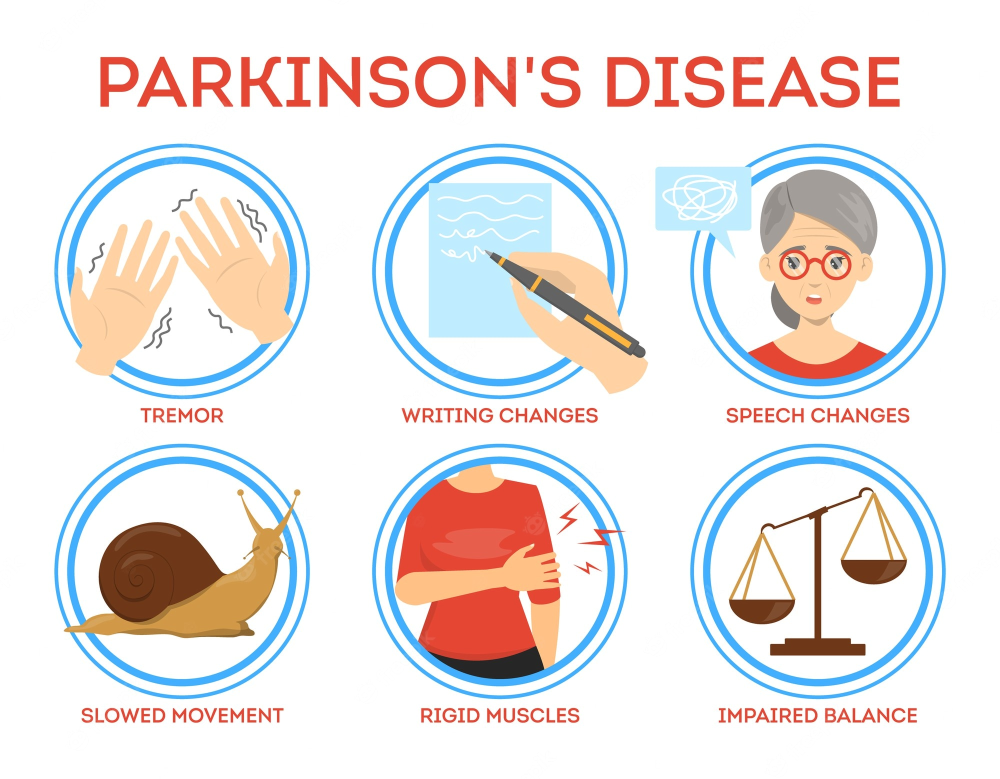 PARKINSON'S DISEASE
TREMOR
WRITING CHANGES
SPEECH CHANGES
SLOWED MOVEMENT
RIGID MUSCLES
IMPAIRED BALANCE